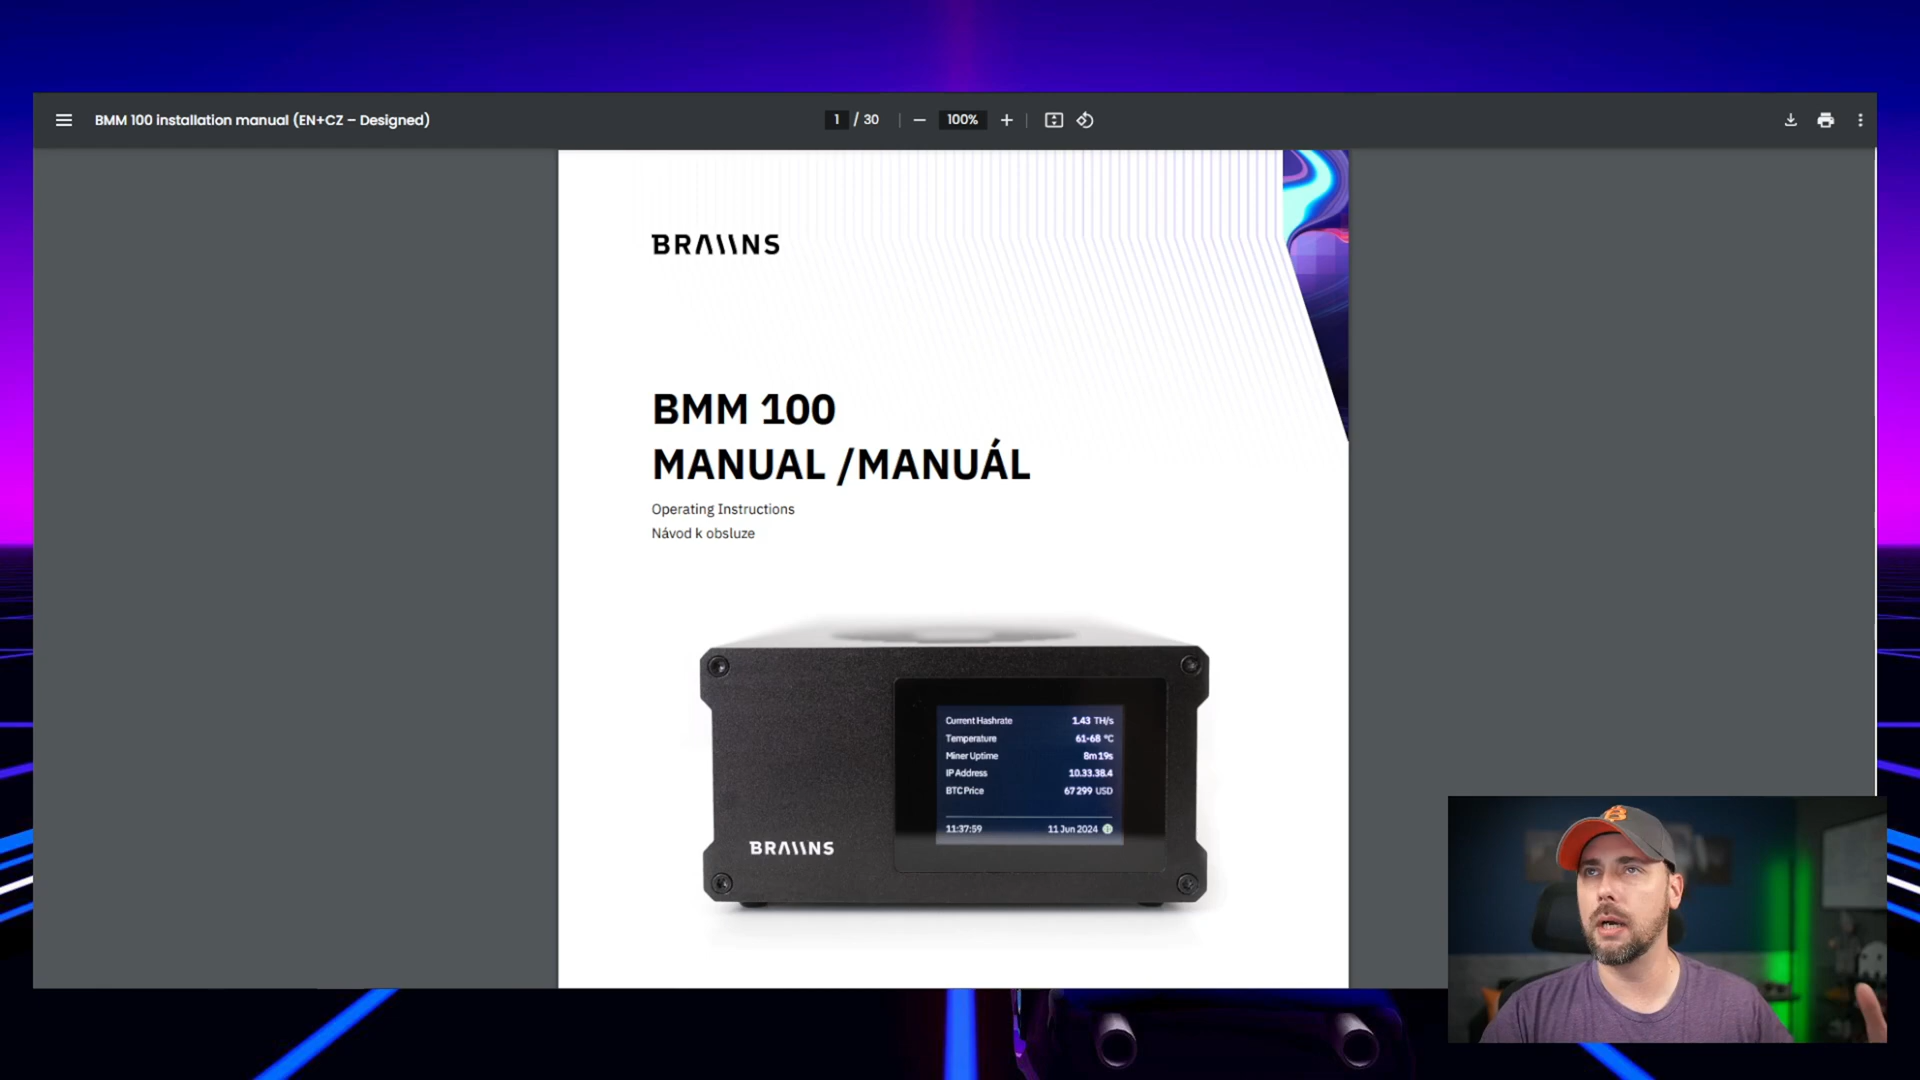 BMM 100 installation manual (EN+CZ – Designed)
1 / 30
100%
BRAIINS
BMM 100
MANUAL /MANUÁL
Operating Instructions
Návod k obsluze
Current Hashrate 1.43 TH/s
Temperature 61-68 °C
Miner Uptime 8m 19s
IP Address 10.33.38.4
BTC Price 67 299 USD
11:37:59 11 Jun 2024
BRAIINS